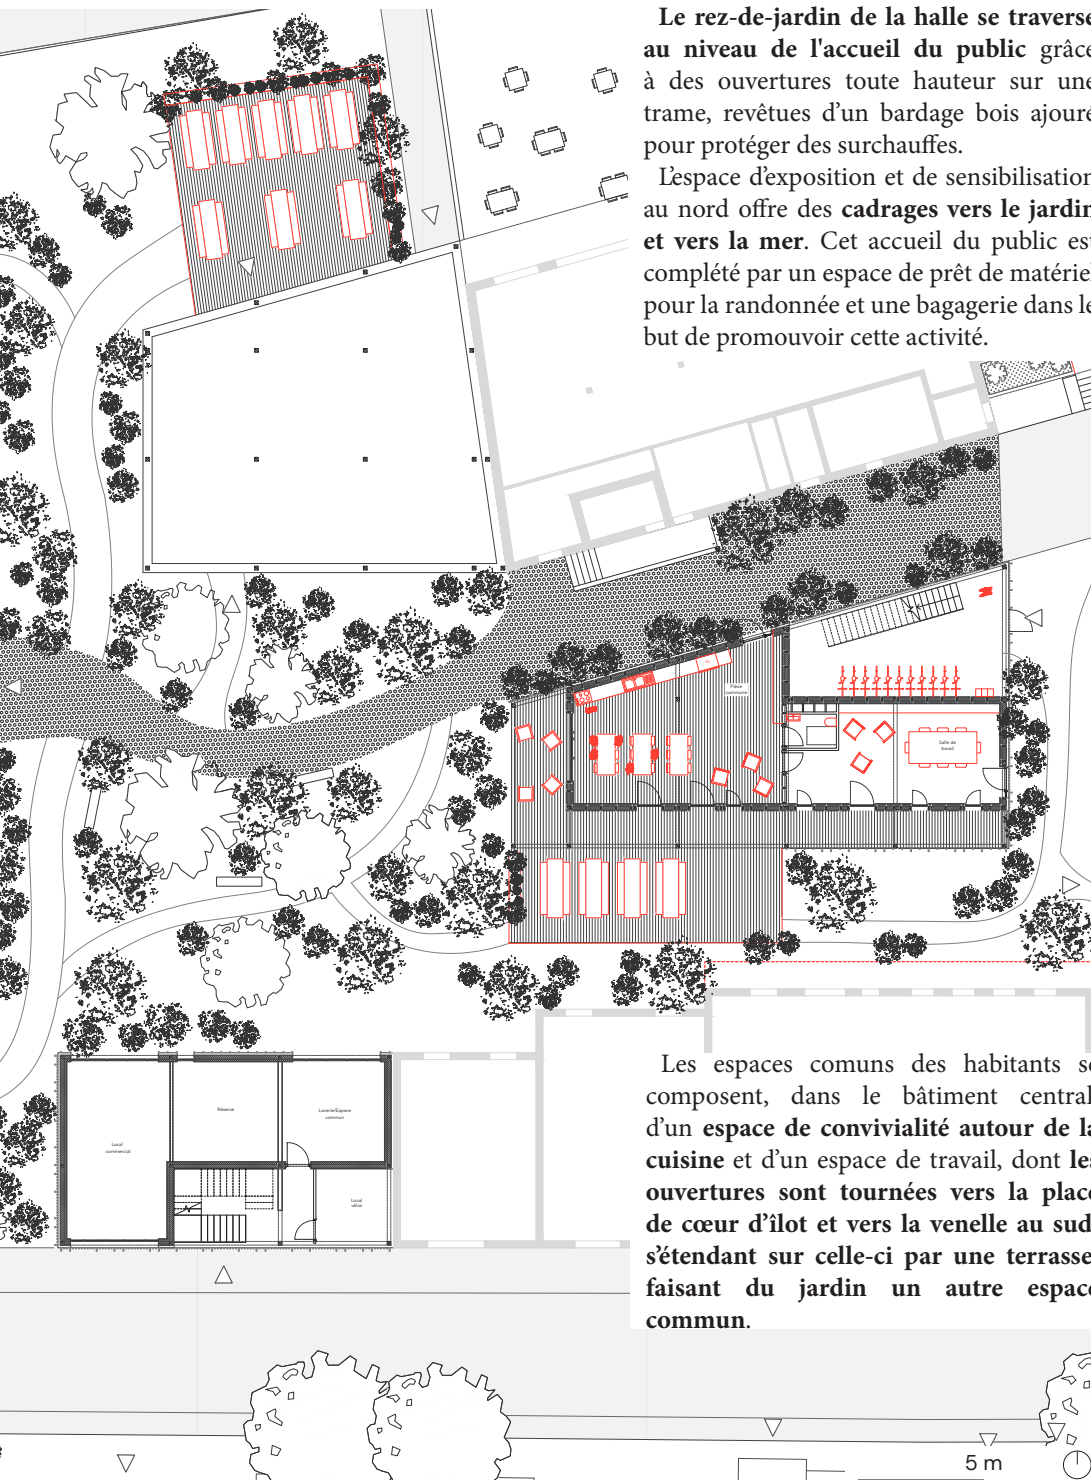 Le rez-de-jardin de la halle se traverse
au niveau de l'accueil du public grâce
à des ouvertures toute hauteur sur une
trame, revêtues d’un bardage bois ajouré
pour protéger des surchauffes.
L’espace d’exposition et de sensibilisation
au nord offre des cadrages vers le jardin
et vers la mer. Cet accueil du public est
complété par un espace de prêt de matériel
pour la randonnée et une bagagerie dans le
but de promouvoir cette activité.
Pièce
commune
Salle de
travail
Les espaces comuns des habitants se
composent, dans le bâtiment central,
d’un espace de convivialité autour de la
cuisine et d’un espace de travail, dont les
ouvertures sont tournées vers la place
de cœur d’îlot et vers la venelle au sud,
s’étendant sur celle-ci par une terrasse,
faisant du jardin un autre espace
commun.
Réserve
Laverie/Espace
commun
Local
commercial
Local
vélos
5 m